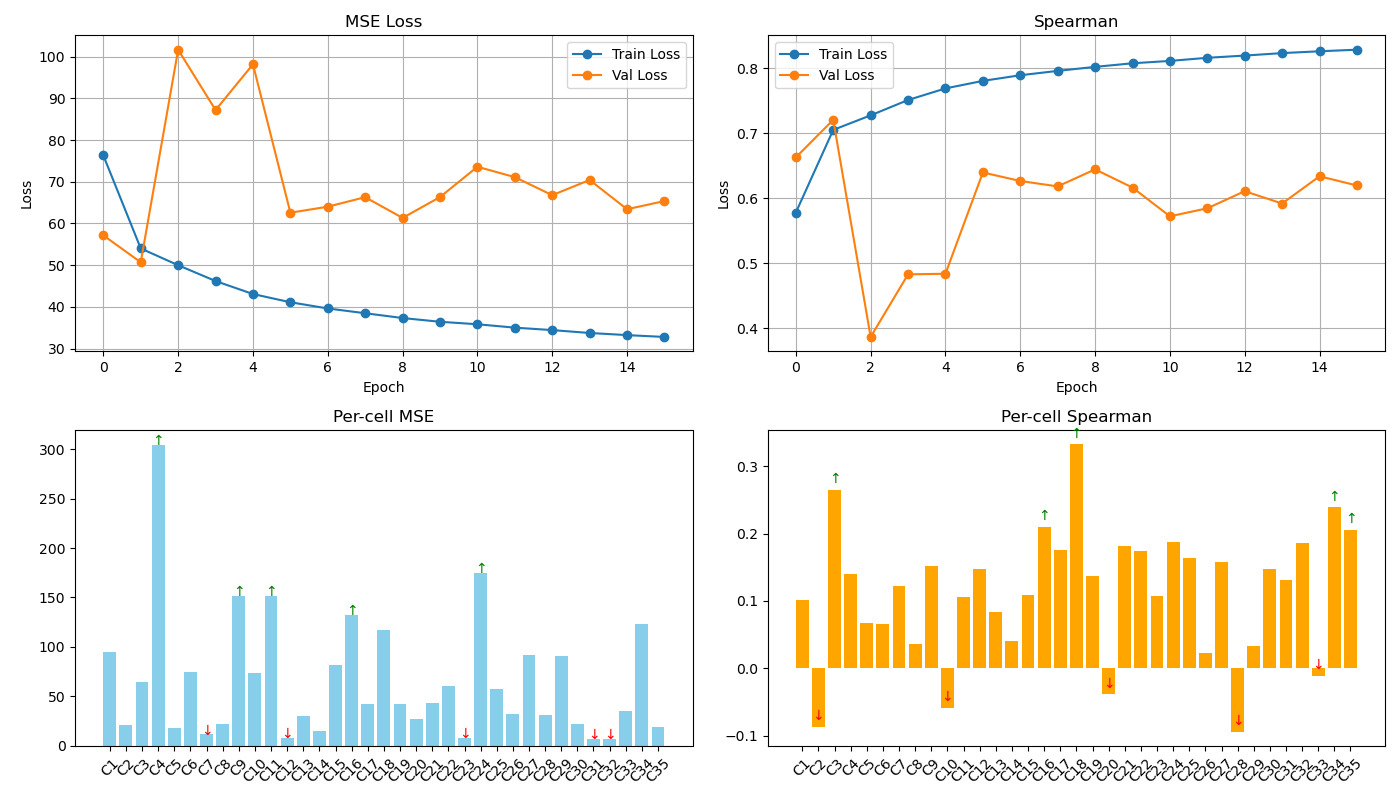 MSE Loss
Loss
100
90
80
70
60
50
40
30
Train Loss
Val Loss
0 2 4 6 8 10 12 14
Epoch
Spearman
Loss
0.8
0.7
0.6
0.5
0.4
Train Loss
Val Loss
0 2 4 6 8 10 12 14
Epoch
Per-cell MSE
300
250
200
150
100
50
0
↑ ↓ ↑ ↑ ↓ ↑ ↓ ↑ ↓ ↓
C1 C2 C3 C4 C5 C6 C7 C8 C9 C10 C11 C12 C13 C14 C15 C16 C17 C18 C19 C20 C21 C22 C23 C24 C25 C26 C27 C28 C29 C30 C31 C32 C33 C34 C35
Per-cell Spearman
0.3
0.2
0.1
0.0
−0.1
↓ ↑ ↓ ↑ ↑ ↓ ↓ ↓ ↑ ↑
C1 C2 C3 C4 C5 C6 C7 C8 C9 C10 C11 C12 C13 C14 C15 C16 C17 C18 C19 C20 C21 C22 C23 C24 C25 C26 C27 C28 C29 C30 C31 C32 C33 C34 C35